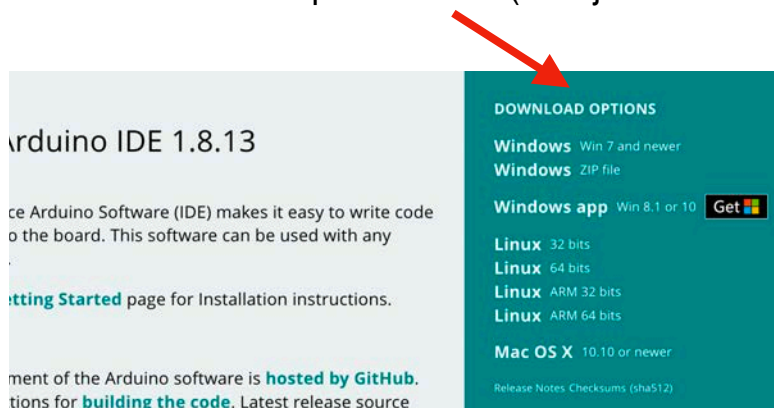 Arduino IDE 1.8.13
ce Arduino Software (IDE) makes it easy to write code
o the board. This software can be used with any
etting Started page for Installation instructions.
ment of the Arduino software is hosted by GitHub.
tions for building the code. Latest release source
DOWNLOAD OPTIONS
Windows Win 7 and newer
Windows ZIP file
Windows app Win 8.1 or 10 Get
Linux 32 bits
Linux 64 bits
Linux ARM 32 bits
Linux ARM 64 bits
Mac OS X 10.10 or newer
Release Notes Checksums (sha512)